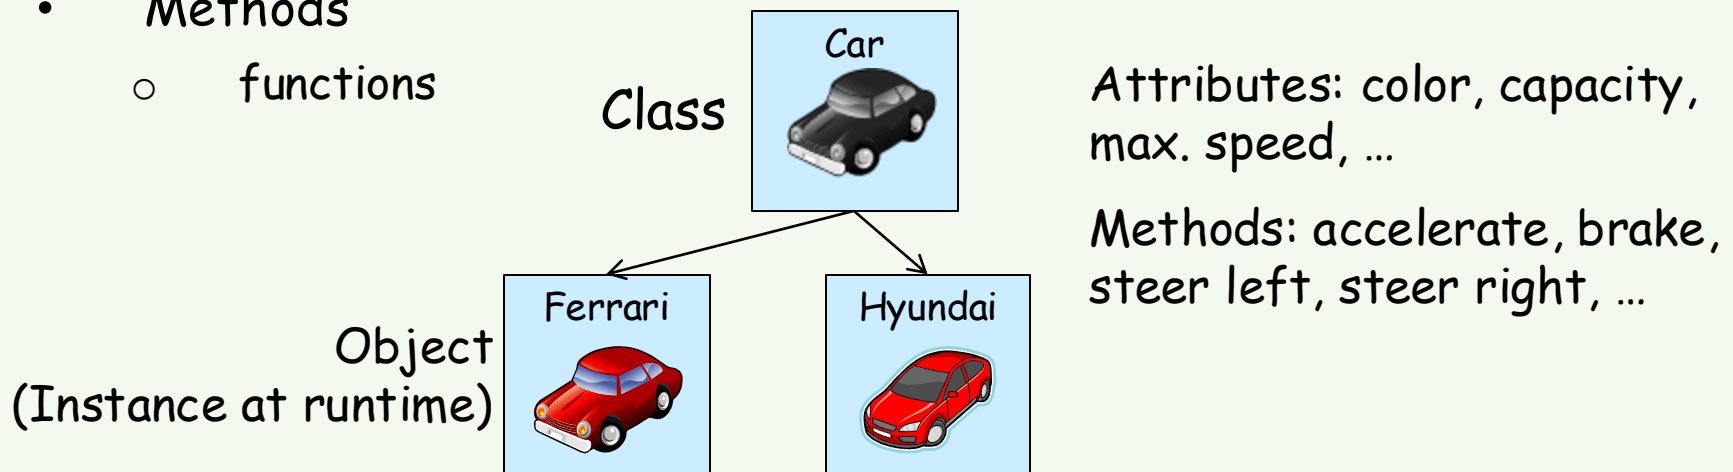 • Methods
o functions
Class
Car
Attributes: color, capacity,
max. speed, …
Methods: accelerate, brake,
steer left, steer right, …
Object
(Instance at runtime)
Ferrari
Hyundai